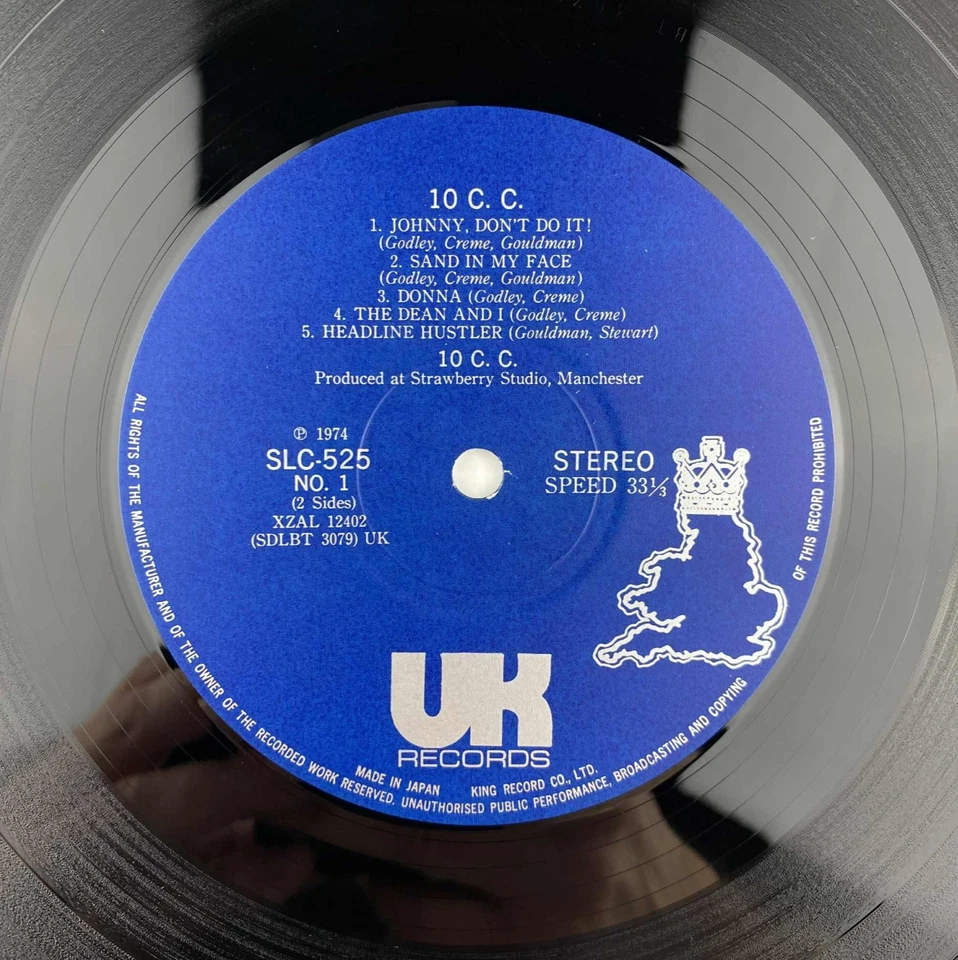 10 C. C.
1. JOHNNY, DON'T DO IT!
(Godley, Creme, Gouldman)
2. SAND IN MY FACE
(Godley, Creme, Gouldman)
3. DONNA (Godley, Creme)
4. THE DEAN AND I (Godley, Creme)
5. HEADLINE HUSTLER (Gouldman, Stewart)
10 C. C.
Produced at Strawberry Studio, Manchester
℗ 1974
SLC-525
NO. 1
(2 Sides)
XZAL 12402
(SDLBT 3079) UK
STEREO
SPEED 33⅓
UK
RECORDS
MADE IN JAPAN KING RECORD CO., LTD.
ALL RIGHTS OF THE MANUFACTURER AND OF THE OWNER OF THE RECORDED WORK RESERVED. UNAUTHORISED PUBLIC PERFORMANCE, BROADCASTING AND COPYING OF THIS RECORD PROHIBITED